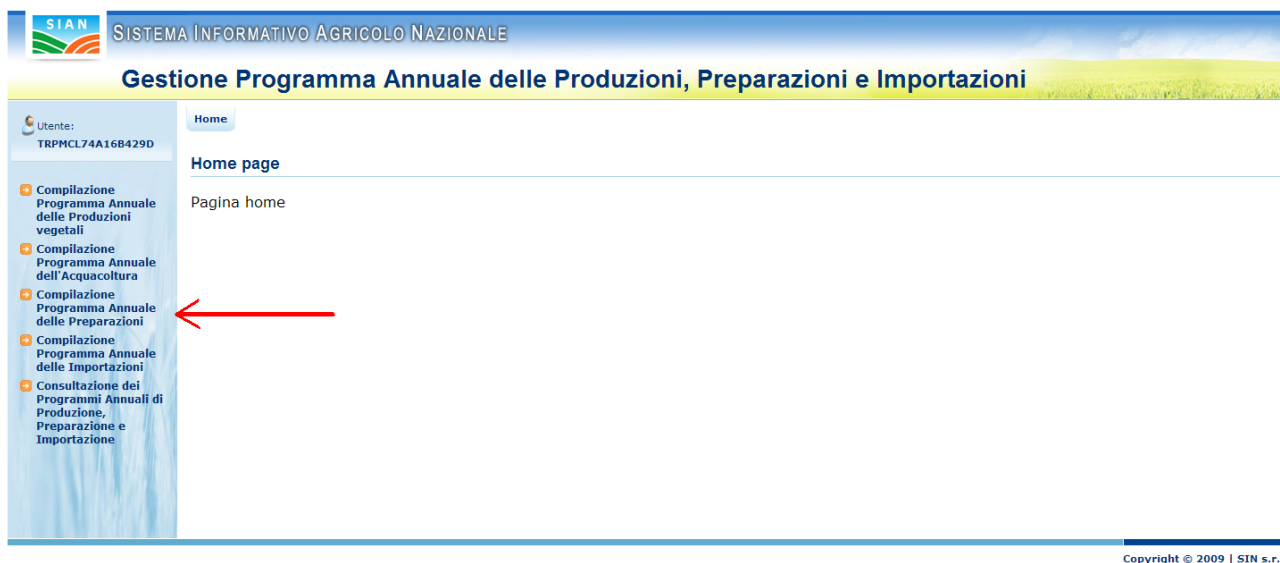 SIAN
SISTEMA INFORMATIVO AGRICOLO NAZIONALE
Gestione Programma Annuale delle Produzioni, Preparazioni e Importazioni
Utente:
TRPMCL74A16B429D
Home
Home page
Pagina home
Compilazione
Programma Annuale
delle Produzioni
vegetali
Compilazione
Programma Annuale
dell'Acquacoltura
Compilazione
Programma Annuale
delle Preparazioni
Compilazione
Programma Annuale
delle Importazioni
Consultazione dei
Programmi Annuali di
Produzione,
Preparazione e
Importazione
Copyright © 2009 | SIN s.r.